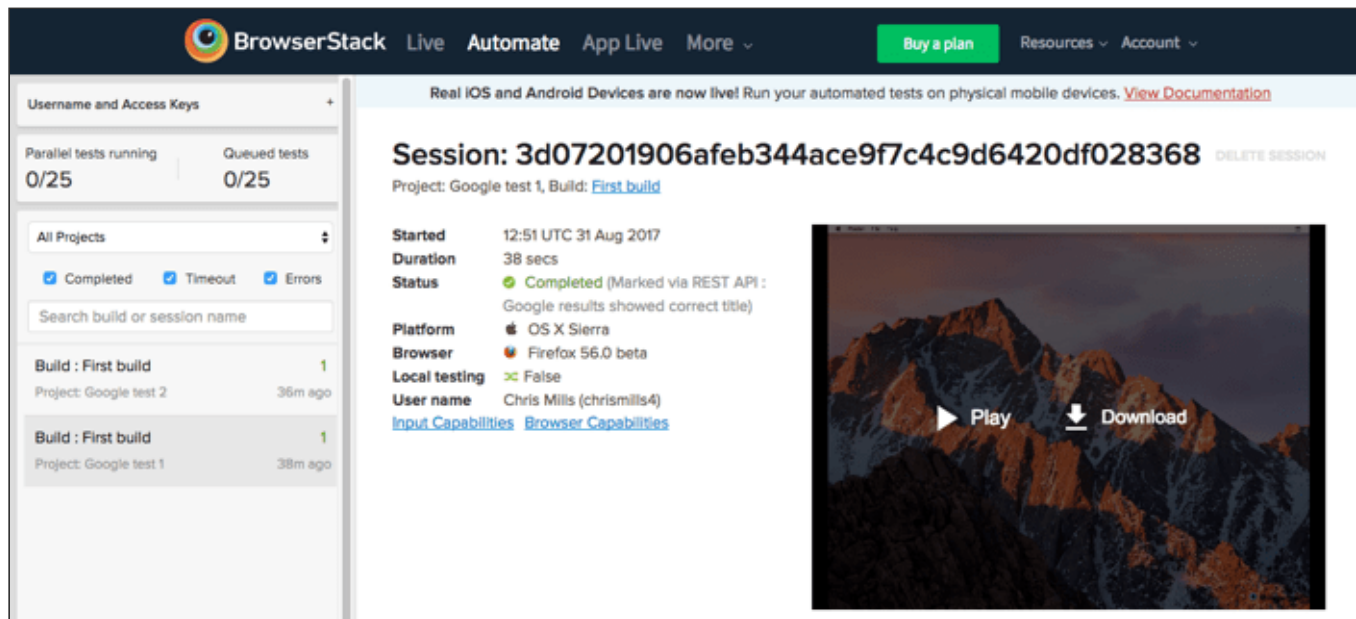 BrowserStack Live Automate App Live More Buy a plan Resources Account
Username and Access Keys +
Parallel tests running Queued tests
0/25 0/25
All Projects
Completed Timeout Errors
Search build or session name
Build : First build 1
Project: Google test 2 36m ago
Build : First build 1
Project: Google test 1 38m ago
Real iOS and Android Devices are now live! Run your automated tests on physical mobile devices. View Documentation
Session: 3d07201906afeb344ace9f7c4c9d6420df028368 DELETE SESSION
Project: Google test 1, Build: First build
Started 12:51 UTC 31 Aug 2017
Duration 38 secs
Status Completed (Marked via REST API :
Google results showed correct title)
Platform OS X Sierra
Browser Firefox 56.0 beta
Local testing False
User name Chris Mills (chrismills4)
Input Capabilities Browser Capabilities
Play Download